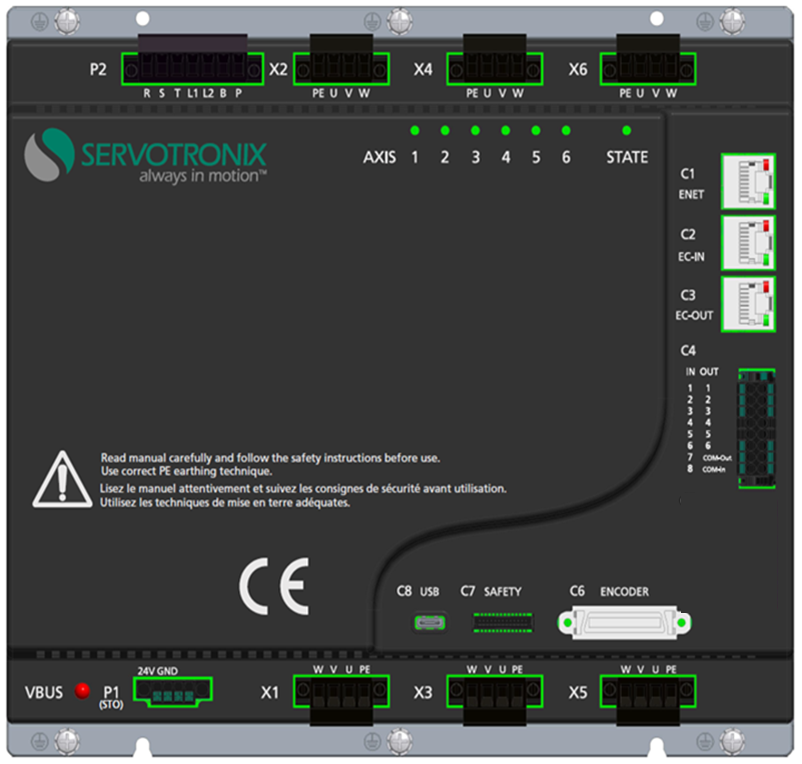 P2
R S T L1 L2 B P
X2
PE U V W
X4
PE U V W
X6
PE U V W
SERVOTRONIX
always in motion™
AXIS 1 2 3 4 5 6 STATE
C1
ENET
C2
EC-IN
C3
EC-OUT
C4
IN OUT
1 1
2 2
3 3
4 4
5 5
6 6
7 COM-Out
8 COM-In
Read manual carefully and follow the safety instructions before use.
Use correct PE earthing technique.
Lisez le manuel attentivement et suivez les consignes de sécurité avant utilisation.
Utilisez les techniques de mise en terre adéquates.
CE
C8 USB
C7 SAFETY
C6 ENCODER
VBUS
P1
(STO)
24V GND
X1
W V U PE
X3
W V U PE
X5
W V U PE